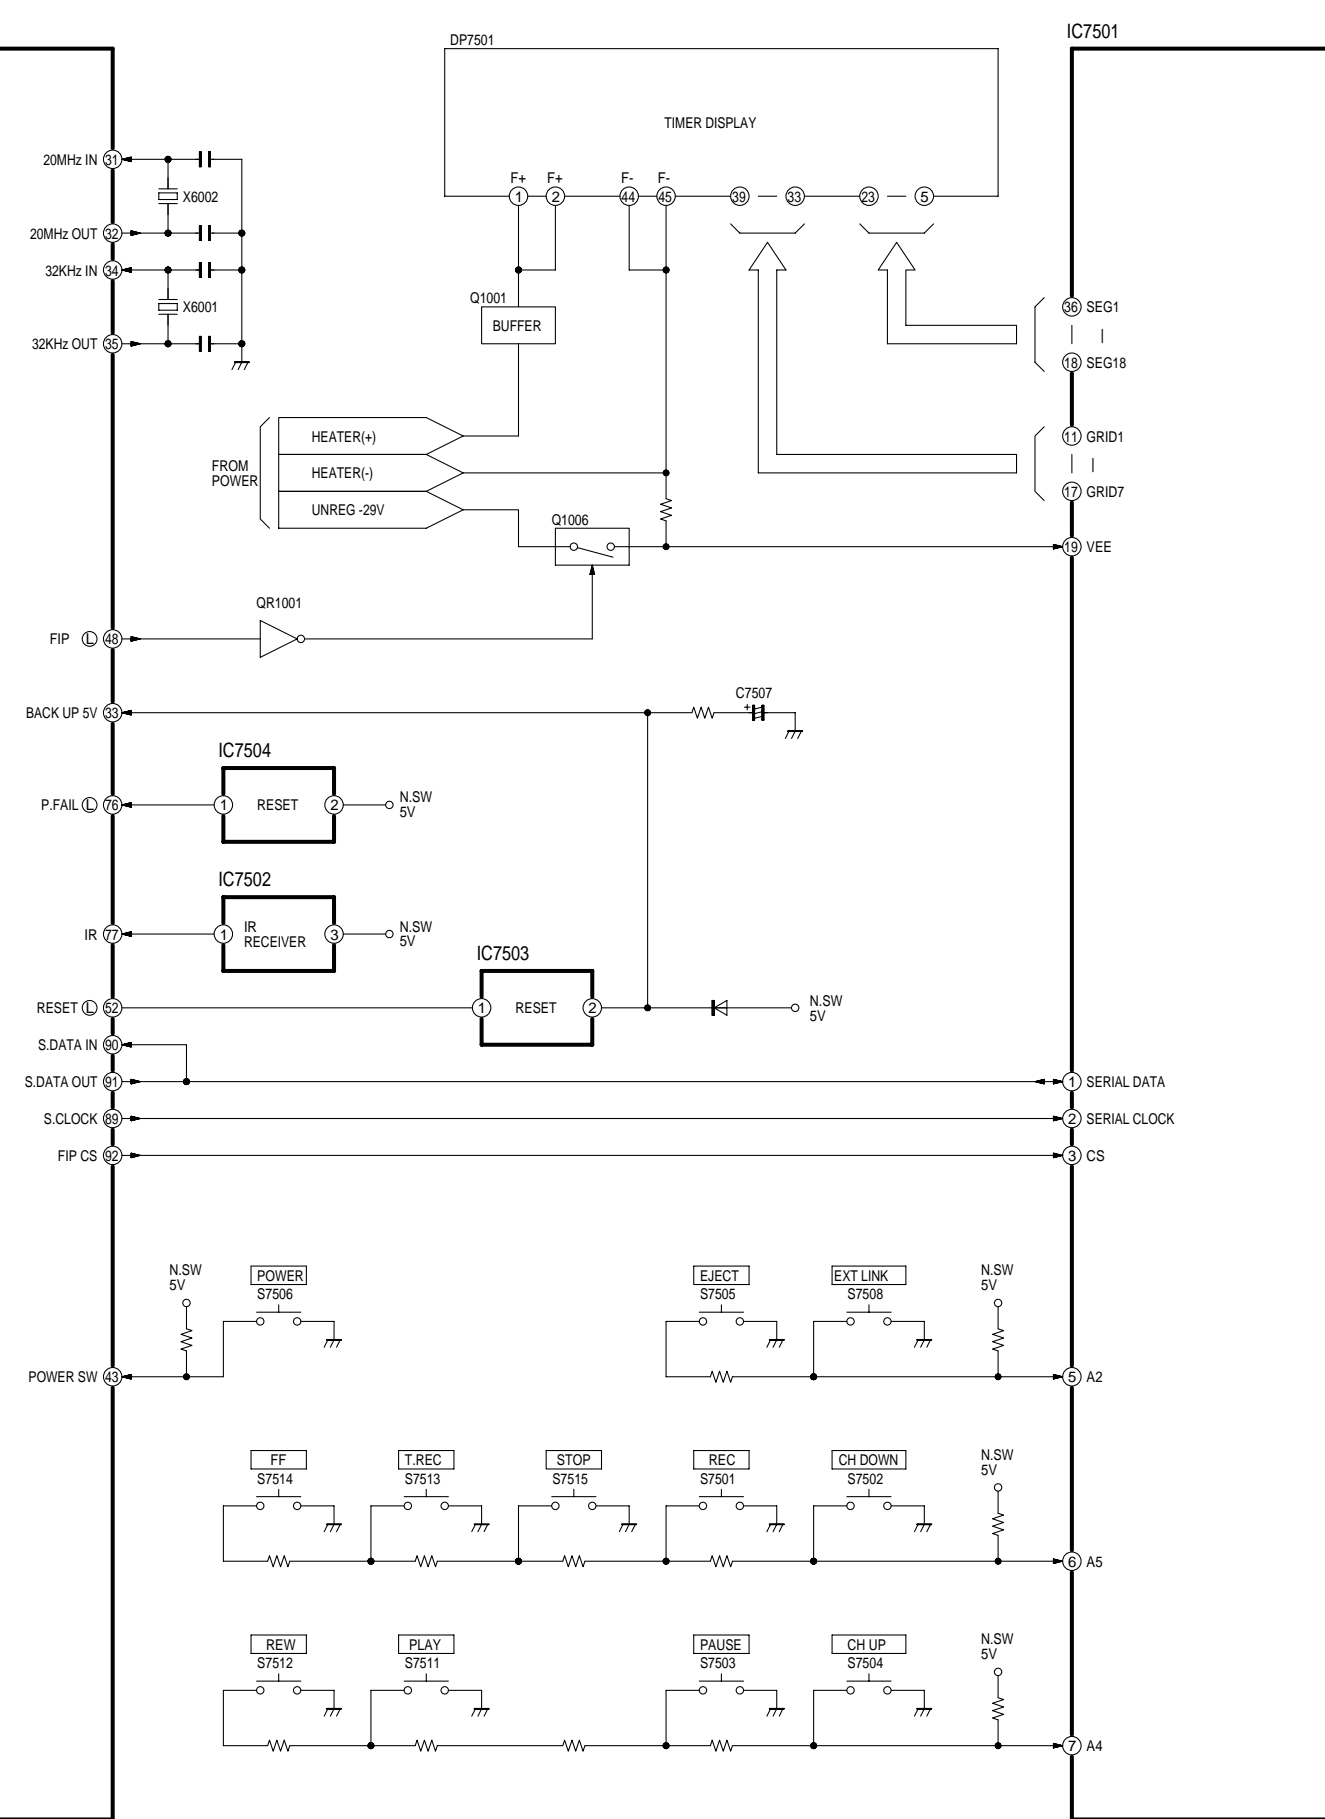 IC7501
DP7501
TIMER DISPLAY
F+ F+ F- F-
1 2 44 45 39 33 23 5
20MHz IN 31
X6002
20MHz OUT 32
32KHz IN 34
X6001
32KHz OUT 35
Q1001
BUFFER
36 SEG1
18 SEG18
FROM
POWER
HEATER(+)
HEATER(-)
UNREG -29V
11 GRID1
17 GRID7
Q1006
19 VEE
QR1001
FIP L 48
BACK UP 5V 33
C7507
+
IC7504
P.FAIL L 76
1 RESET 2
N.SW
5V
IC7502
IR 77
1 IR
RECEIVER 3
N.SW
5V
IC7503
RESET L 52
1 RESET 2
N.SW
5V
S.DATA IN 90
S.DATA OUT 91
1 SERIAL DATA
S.CLOCK 89
2 SERIAL CLOCK
FIP CS 92
3 CS
N.SW
5V
POWER
S7506
EJECT
S7505
EXT LINK
S7508
N.SW
5V
POWER SW 43
5 A2
FF
S7514
T.REC
S7513
STOP
S7515
REC
S7501
CH DOWN
S7502
N.SW
5V
6 A5
REW
S7512
PLAY
S7511
PAUSE
S7503
CH UP
S7504
N.SW
5V
7 A4